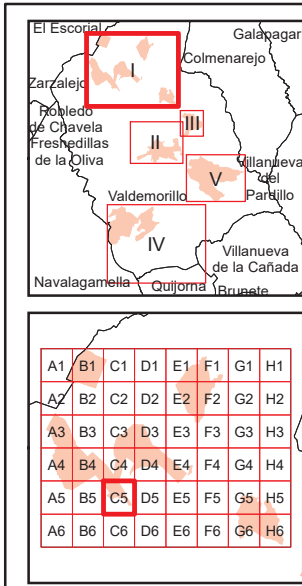 El Escorial
Galapagar
I
Colmenarejo
Zarzalejo
Robledo
de Chavela
III
Fresnedillas
de la Oliva
II
Villanueva
del
Pardillo
V
Valdemorillo
IV
Villanueva
de la Cañada
Navalagamella
Quijorna
Brunete
A1 B1 C1 D1 E1 F1 G1 H1
A2 B2 C2 D2 E2 F2 G2 H2
A3 B3 C3 D3 E3 F3 G3 H3
A4 B4 C4 D4 E4 F4 G4 H4
A5 B5 C5 D5 E5 F5 G5 H5
A6 B6 C6 D6 E6 F6 G6 H6